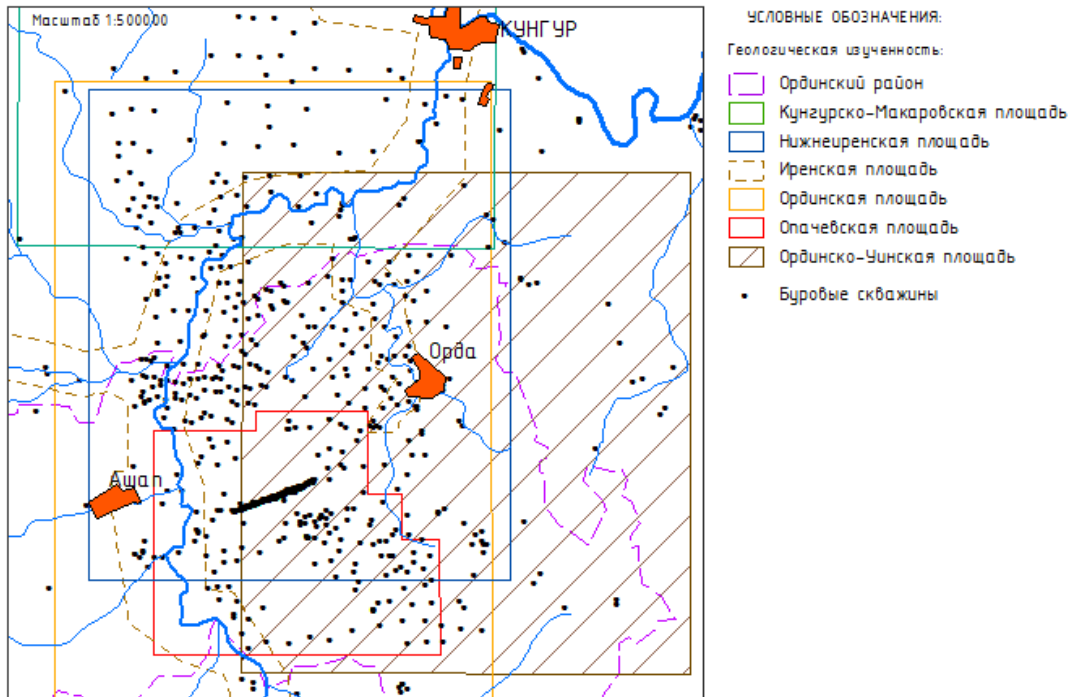 Масштаб 1:500000
КУНГУР
Орда
Ашап
УСЛОВНЫЕ ОБОЗНАЧЕНИЯ:
Геологическая изученность:
Ординский район
Кунгурско-Макаровская площадь
Нижнеиренская площадь
Иренская площадь
Ординская площадь
Опачевская площадь
Ординско-Уинская площадь
Буровые скважины